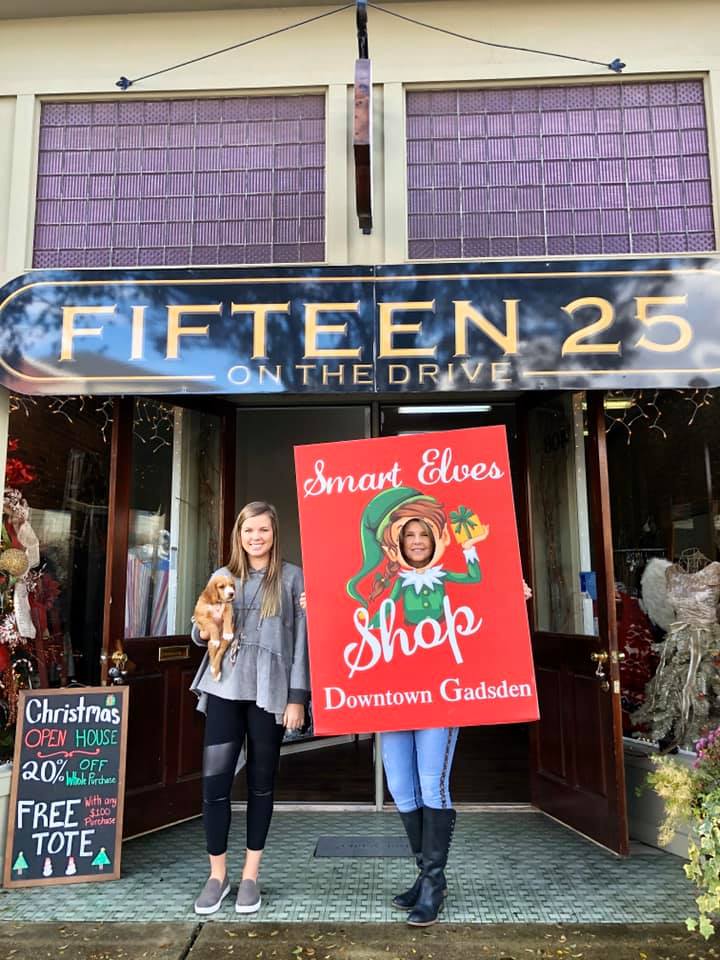 FIFTEEN 25
ON THE DRIVE
Smart Elves
Shop
Downtown Gadsden
Christmas
OPEN HOUSE
20% OFF
Whole Purchase
FREE With any
$100
Purchase
TOTE